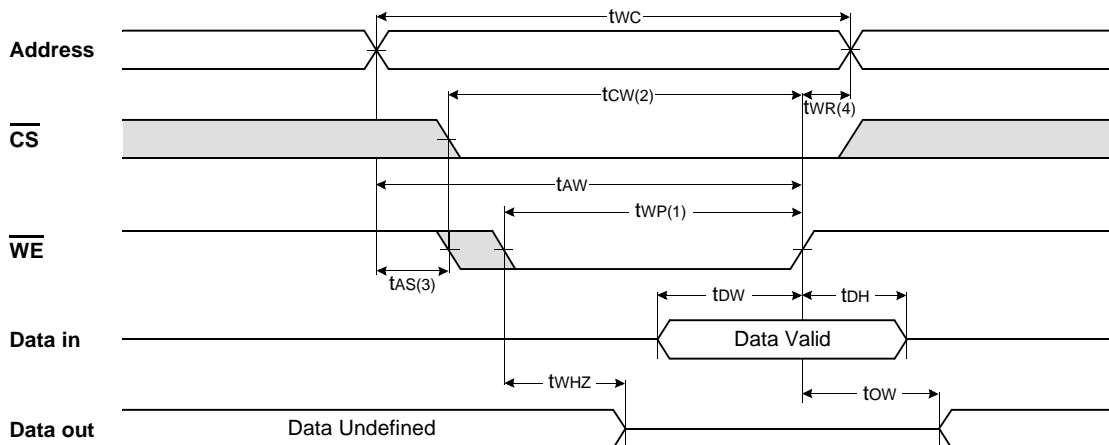 tWC
Address
tCW(2)
tWR(4)
CS
tAW
tWP(1)
WE
tAS(3)
tDW
tDH
Data in
Data Valid
tWHZ
tOW
Data out
Data Undefined